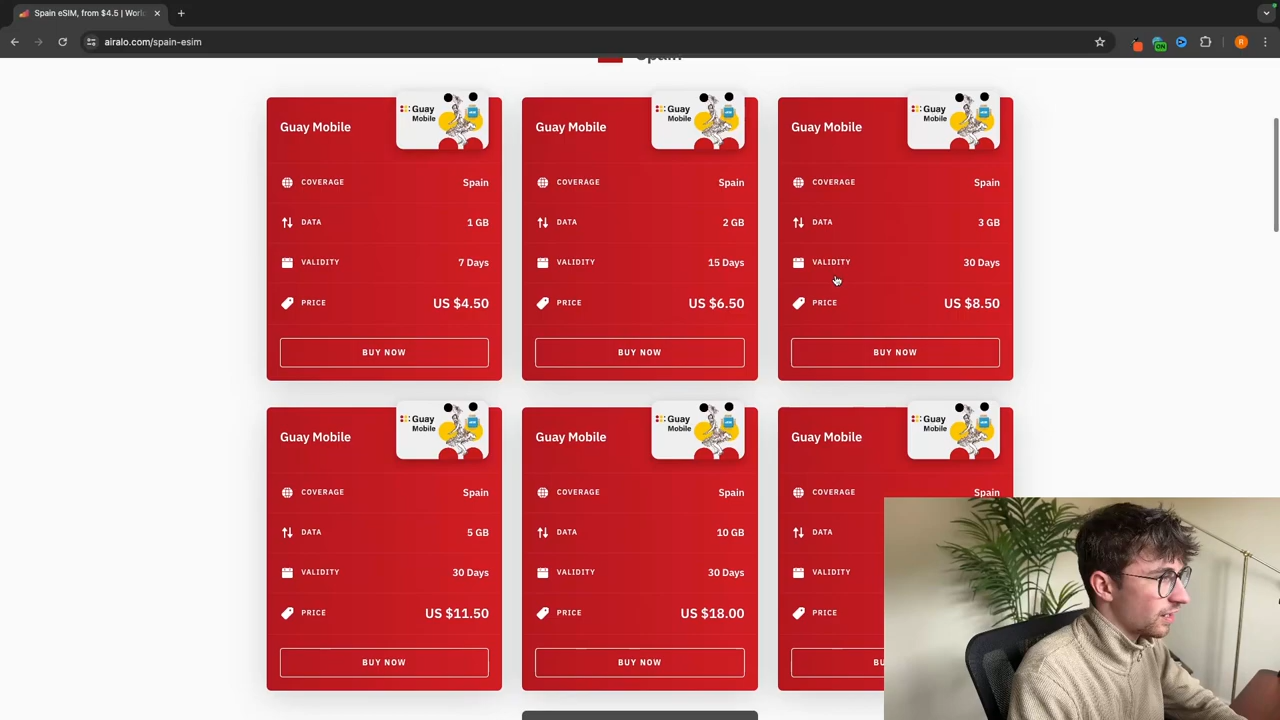 Spain eSIM, from $4.5 | Worl
airalo.com/spain-esim
ON
R
Spain
Guay Mobile
Guay
Mobile
COVERAGE Spain
DATA 1 GB
VALIDITY 7 Days
PRICE US $4.50
BUY NOW
Guay Mobile
Guay
Mobile
COVERAGE Spain
DATA 2 GB
VALIDITY 15 Days
PRICE US $6.50
BUY NOW
Guay Mobile
Guay
Mobile
COVERAGE Spain
DATA 3 GB
VALIDITY 30 Days
PRICE US $8.50
BUY NOW
Guay Mobile
Guay
Mobile
COVERAGE Spain
DATA 5 GB
VALIDITY 30 Days
PRICE US $11.50
BUY NOW
Guay Mobile
Guay
Mobile
COVERAGE Spain
DATA 10 GB
VALIDITY 30 Days
PRICE US $18.00
BUY NOW
Guay Mobile
Guay
Mobile
COVERAGE Spain
DATA
VALIDITY
PRICE
BU